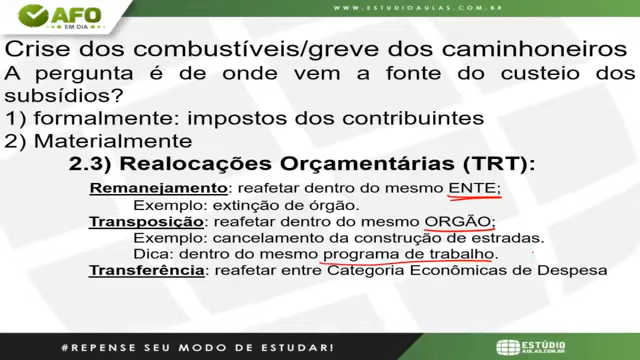 AFO
EM DIA
WWW.ESTUDIOAULAS.COM.BR
Crise dos combustíveis/greve dos caminhoneiros
A pergunta é de onde vem a fonte do custeio dos
subsídios?
1) formalmente: impostos dos contribuintes
2) Materialmente
2.3) Realocações Orçamentárias (TRT):
Remanejamento: reafetar dentro do mesmo ENTE;
Exemplo: extinção de órgão.
Transposição: reafetar dentro do mesmo ORGÃO;
Exemplo: cancelamento da construção de estradas.
Dica: dentro do mesmo programa de trabalho.
Transferência: reafetar entre Categoria Econômicas de Despesa
#REPENSE SEU MODO DE ESTUDAR!
ESTÚDIO
AULAS.COM.BR